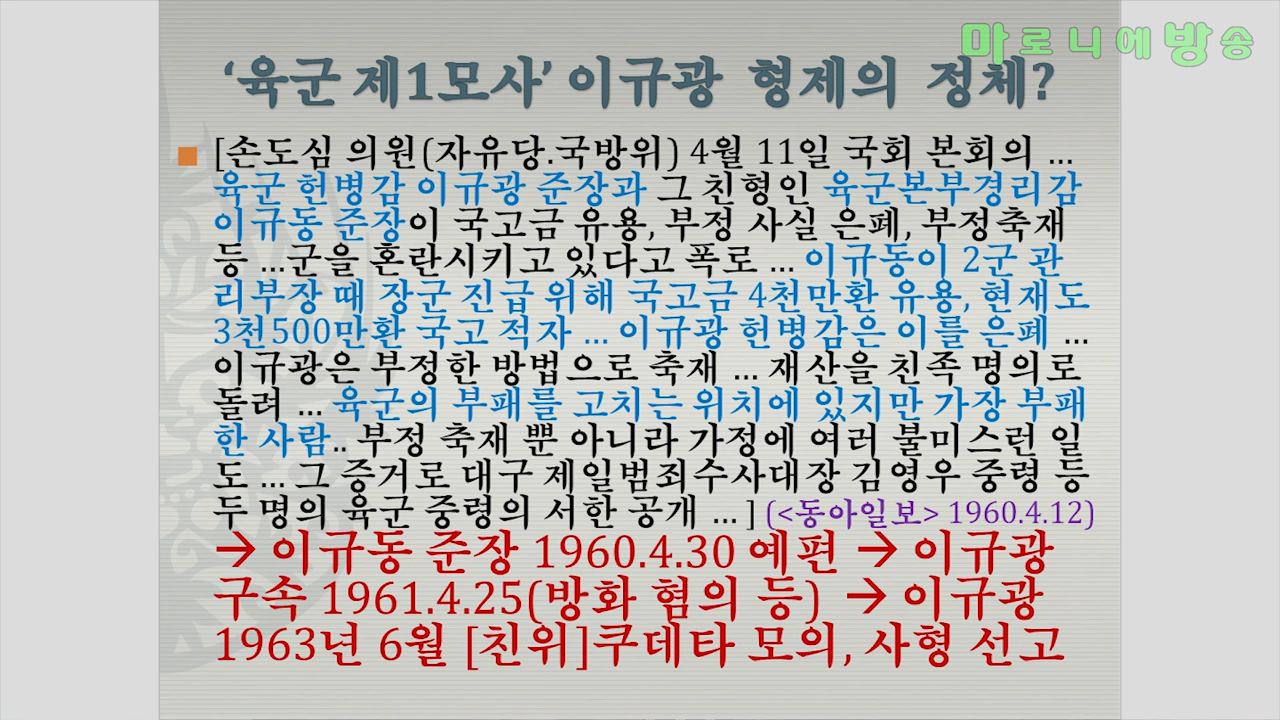 마로니에방송
‘육군 제1모사’ 이규광 형제의 정체?
[손도심 의원(자유당.국방위) 4월 11일 국회 본회의 ...
육군 헌병감 이규광 준장과 그 친형인 육군본부경리감
이규동 준장이 국고금 유용, 부정 사실 은폐, 부정축재
등 ...군을 혼란시키고 있다고 폭로 ... 이규동이 2군 관
리부장 때 장군 진급 위해 국고금 4천만환 유용, 현재도
3천500만환 국고 적자 ... 이규광 헌병감은 이를 은폐 ...
이규광은 부정한 방법으로 축재 ... 재산을 친족 명의로
돌려 ... 육군의 부패를 고치는 위치에 있지만 가장 부패
한 사람.. 부정 축재 뿐 아니라 가정에 여러 불미스런 일
도 ... 그 증거로 대구 제일범죄수사대장 김영우 중령 등
두 명의 육군 중령의 서한 공개 ... ] (<동아일보> 1960.4.12)
→ 이규동 준장 1960.4.30 예편 → 이규광
구속 1961.4.25(방화 혐의 등) → 이규광
1963년 6월 [친위]쿠데타 모의, 사형 선고